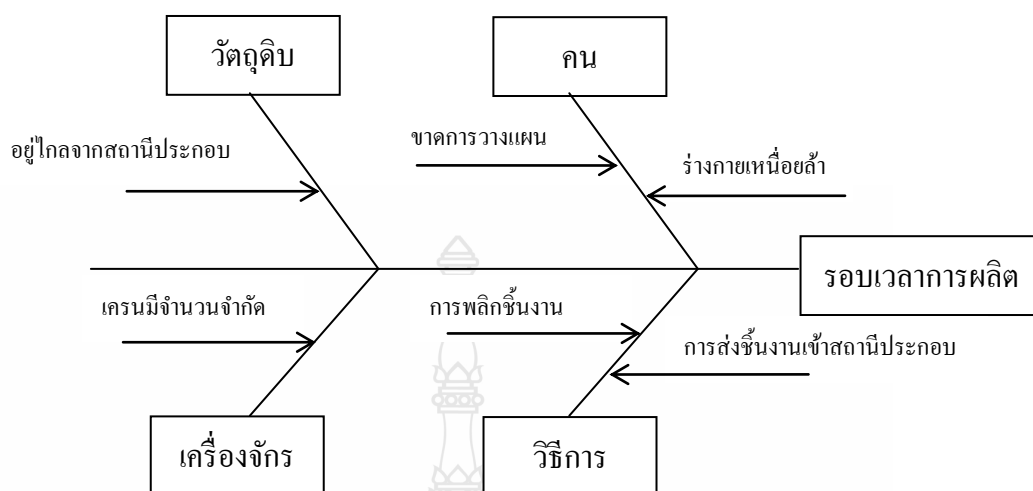 วัตถุดิบ
คน
ขาดการวางแผน
อยู่ไกลจากสถานีประกอบ
ร่างกายเหนื่อยล้า
รอบเวลาการผลิต
เครนมีจำนวนจำกัด
การพลิกชิ้นงาน
การส่งชิ้นงานเข้าสถานีประกอบ
เครื่องจักร
วิธีการ